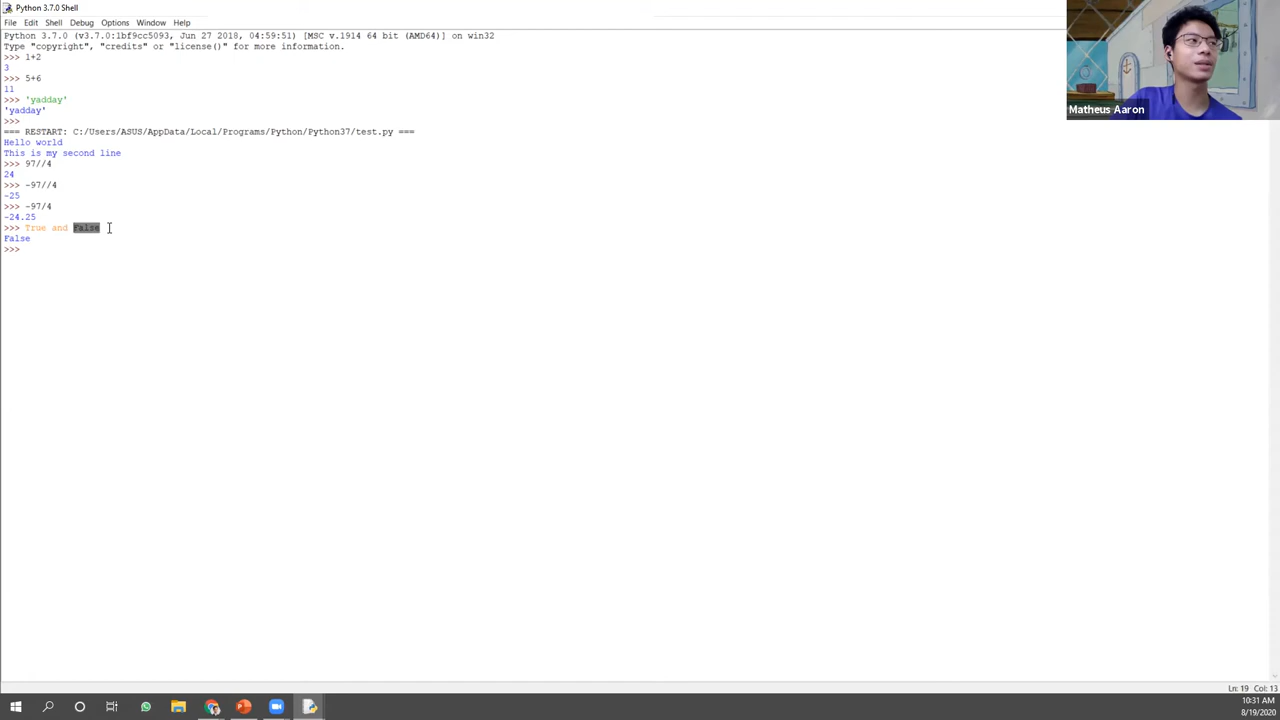 Python 3.7.0 Shell
File Edit Shell Debug Options Window Help
Python 3.7.0 (v3.7.0:1bf9cc5093, Jun 27 2018, 04:59:51) [MSC v.1914 64 bit (AMD64)] on win32
Type "copyright", "credits" or "license()" for more information.
>>> 1+2
3
>>> 5+6
11
>>> 'yadday'
'yadday'
>>>
=== RESTART: C:/Users/ASUS/AppData/Local/Programs/Python/Python37/test.py ===
Hello world
This is my second line
>>> 97//4
24
>>> -97//4
-25
>>> -97/4
-24.25
>>> True and False
False
>>>
Matheus Aaron
Ln: 19 Col: 13
10:31 AM
8/19/2020